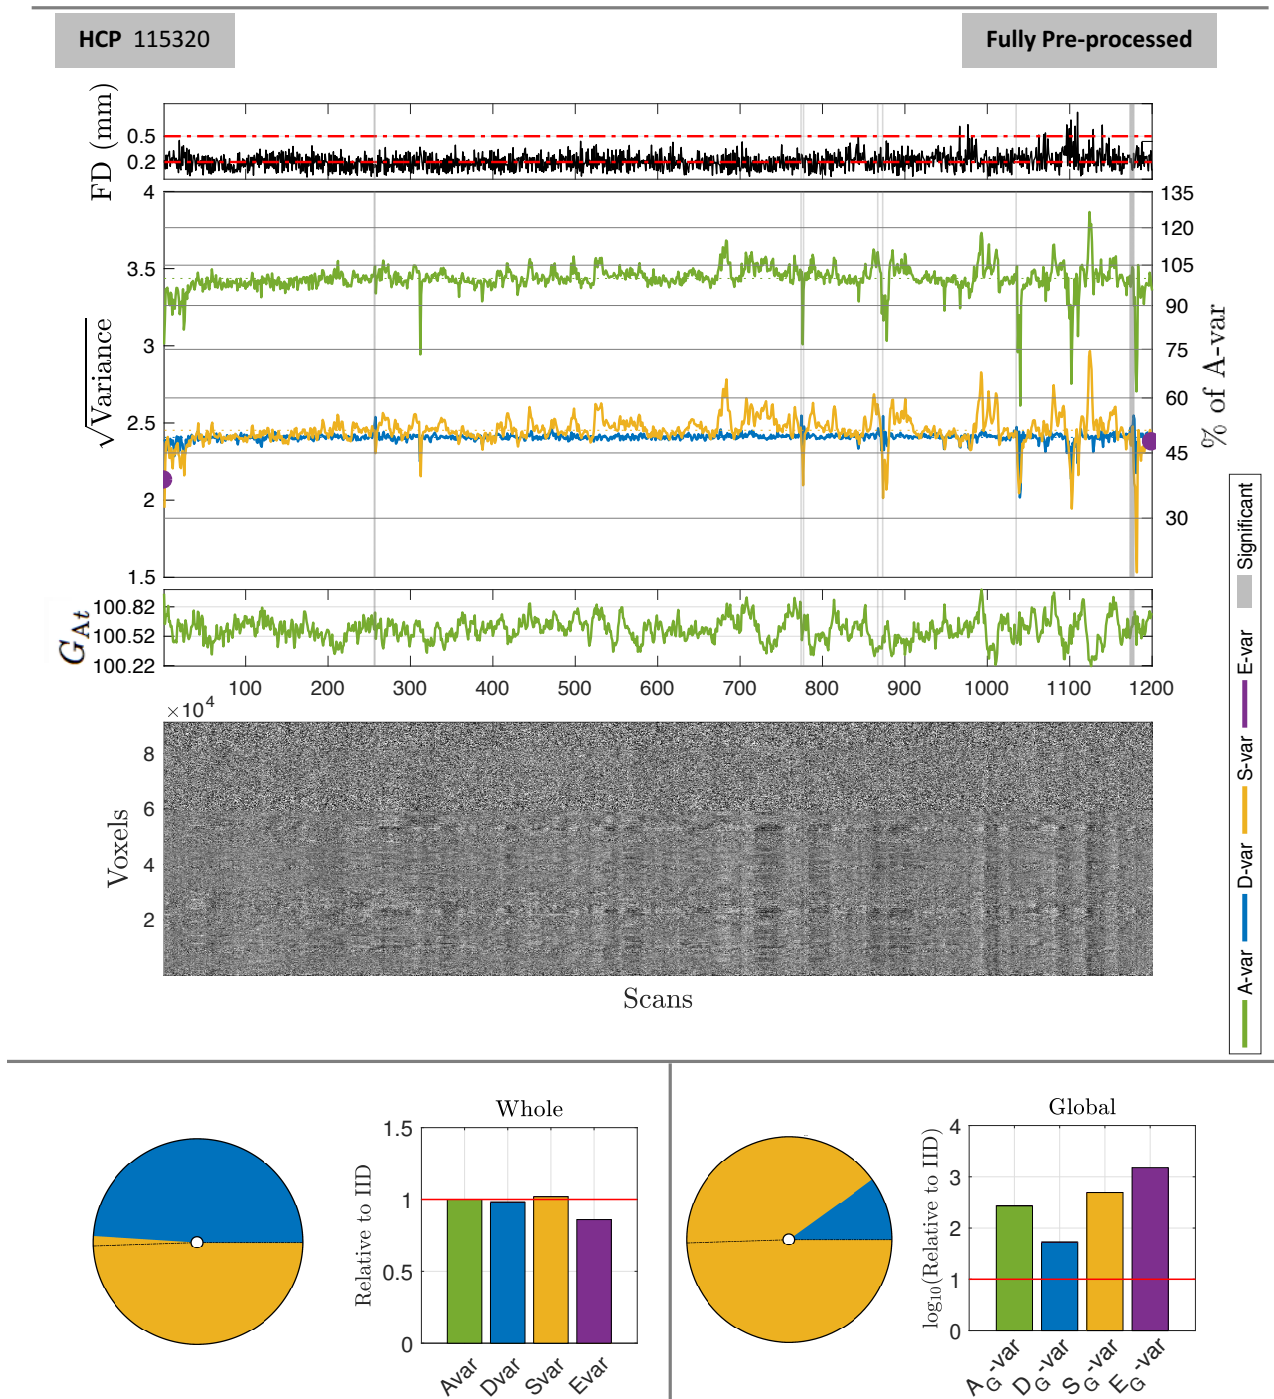 HCP 115320
Fully Pre-processed
FD (mm)
0.5
0.2
√Variance
4
3.5
3
2.5
2
1.5
% of A-var
135
120
105
90
75
60
45
30
G_At
100.82
100.52
100.22
100 200 300 400 500 600 700 800 900 1000 1100 1200
×10^4
Voxels
8
6
4
2
Scans
A-var D-var S-var E-var Significant
Whole
Relative to IID
1.5
1
0.5
0
Avar Dvar Svar Evar
Global
log_10(Relative to IID)
4
3
2
1
0
A_G-var D_G-var S_G-var E_G-var